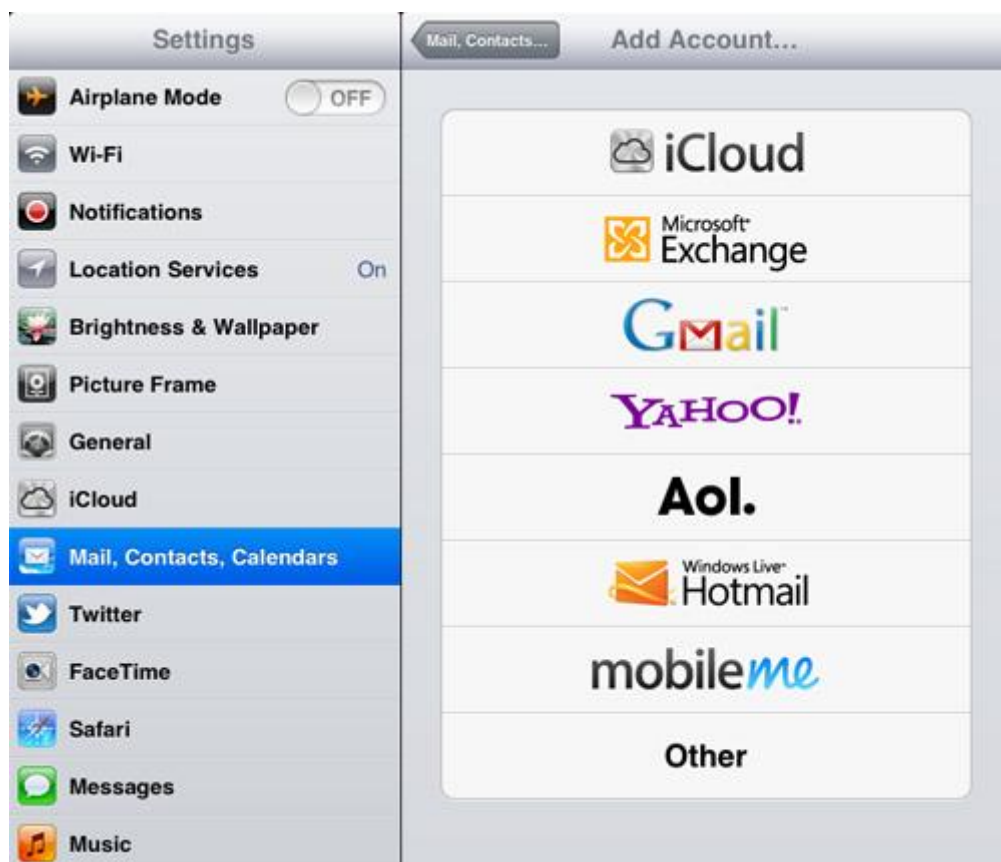 Settings
Airplane Mode OFF
Wi-Fi
Notifications
Location Services On
Brightness & Wallpaper
Picture Frame
General
iCloud
Mail, Contacts, Calendars
Twitter
FaceTime
Safari
Messages
Music
Mail, Contacts... Add Account...
iCloud
Microsoft
Exchange
Gmail
YAHOO!
Aol.
Windows Live
Hotmail
mobileme
Other